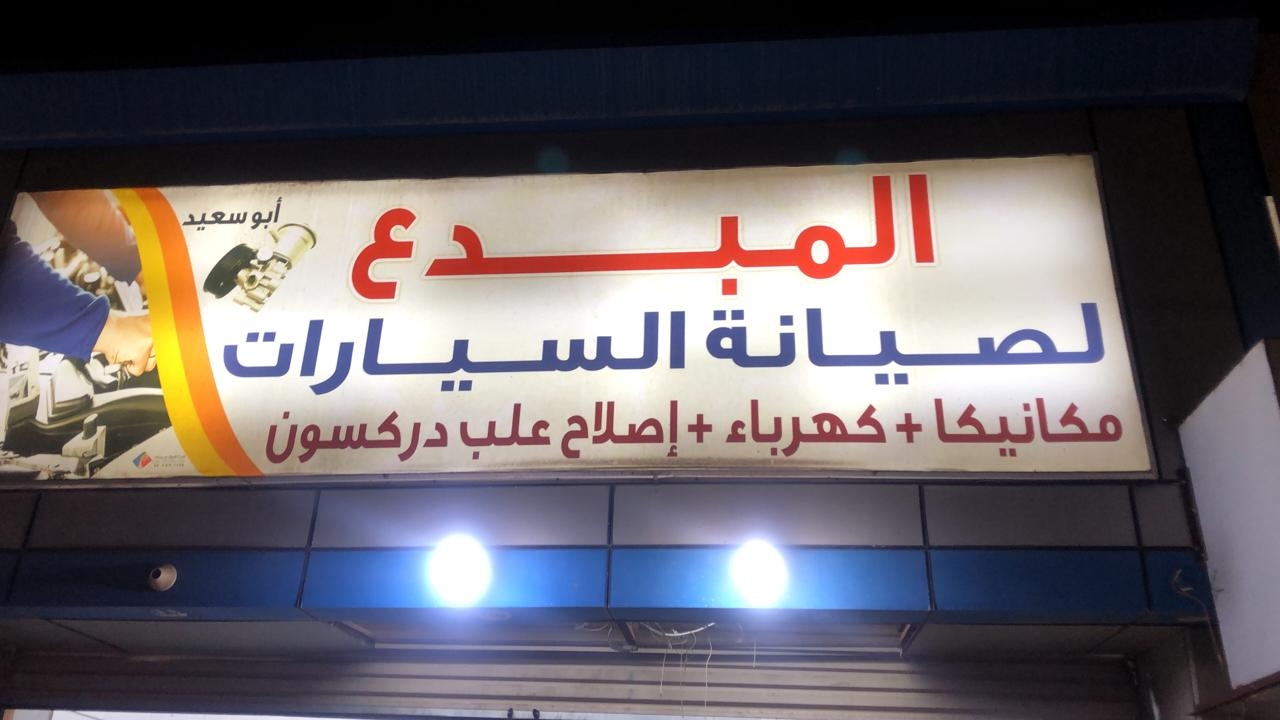 المبدع
أبو سعيد
لصيانة السيارات
مكانيكا + كهرباء + إصلاح علب دركسون